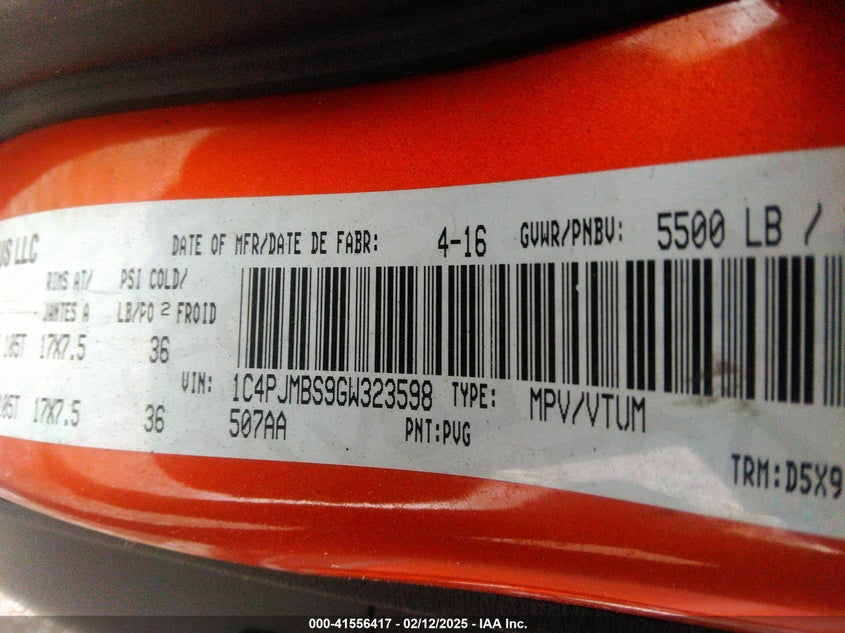 US LLC DATE OF MFR/DATE DE FABR: 4-16 GVWR/PNBV: 5500 LB /
RIMS AT/ PSI COLD/
JANTES A LB/PO 2 FROID
105T 17X7.5 36
VIN: 1C4PJMBS9GW323598 TYPE: MPV/VTUM
105T 17X7.5 36 507AA PNT:PVG
TRM:D5X9
000-41556417 - 02/12/2025 - IAA Inc.